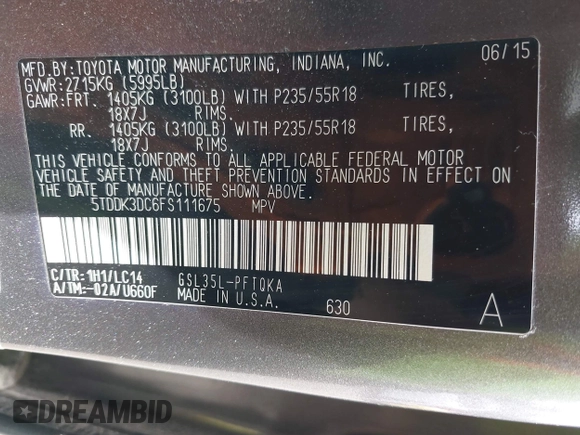 MFD.BY:TOYOTA MOTOR MANUFACTURING, INDIANA, INC. 06/15
GVWR:2715KG (5995LB)
GAWR:FRT. 1405KG (3100LB) WITH P235/55R18 TIRES,
18X7J RIMS.
RR. 1405KG (3100LB) WITH P235/55R18 TIRES,
18X7J RIMS.
THIS VEHICLE CONFORMS TO ALL APPLICABLE FEDERAL MOTOR
VEHICLE SAFETY AND THEFT PREVENTION STANDARDS IN EFFECT
ON THE DATE OF MANUFACTURE SHOWN ABOVE.
5TDDK3DC6FS111675 MPV
C/TR:1H1/LC14 GSL35L-PFTQKA
A/TM:-02A/U660F MADE IN U.S.A. 630 A
DREAMBID